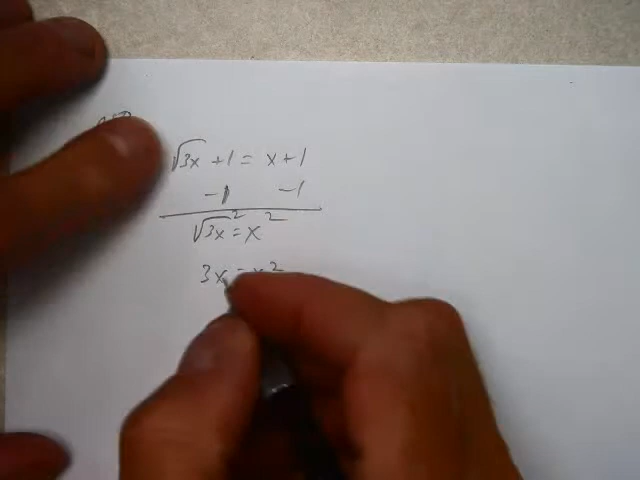 √3x + 1 = x + 1
-1 -1
√3x² = x²
3x = x²